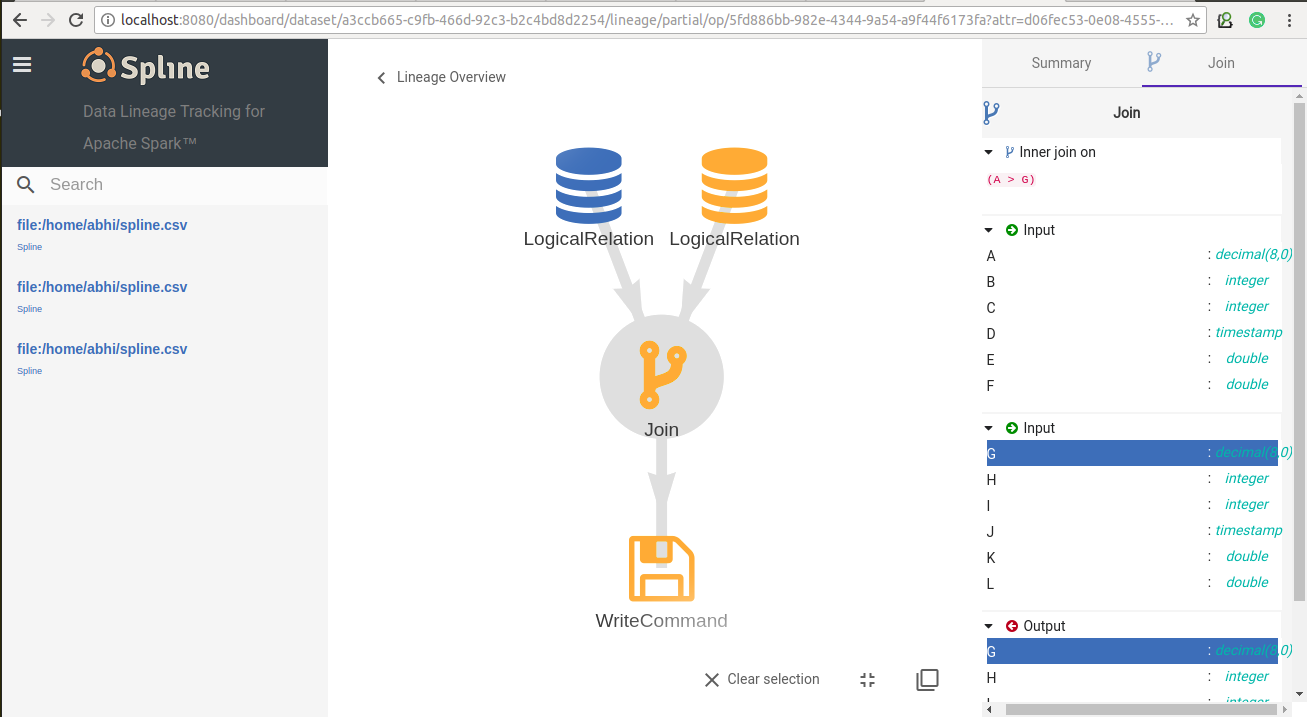 localhost:8080/dashboard/dataset/a3ccb665-c9fb-466d-92c3-b2c4bd8d2254/lineage/partial/op/5fd886bb-982e-4344-9a54-a9f44f6173fa?attr=d06fec53-0e08-4555-...
Spline
Data Lineage Tracking for
Apache Spark™
Search
file:/home/abhi/spline.csv
Spline
file:/home/abhi/spline.csv
Spline
file:/home/abhi/spline.csv
Spline
Lineage Overview
LogicalRelation LogicalRelation
Join
WriteCommand
Clear selection
Summary Join
Join
Inner join on
(A > G)
Input
A : decimal(8,0)
B : integer
C : integer
D : timestamp
E : double
F : double
Input
G : decimal(8,0)
H : integer
I : integer
J : timestamp
K : double
L : double
Output
G : decimal(8,0)
H : integer
: integer